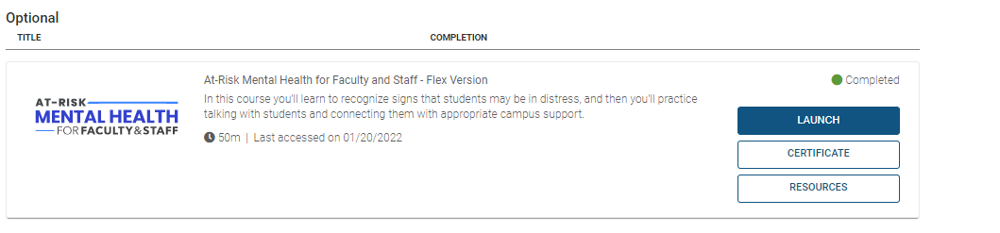 Optional
TITLE
COMPLETION
AT-RISK
MENTAL HEALTH
FOR FACULTY & STAFF
At-Risk Mental Health for Faculty and Staff - Flex Version
In this course you'll learn to recognize signs that students may be in distress, and then you'll practice
talking with students and connecting them with appropriate campus support.
50m | Last accessed on 01/20/2022
Completed
LAUNCH
CERTIFICATE
RESOURCES